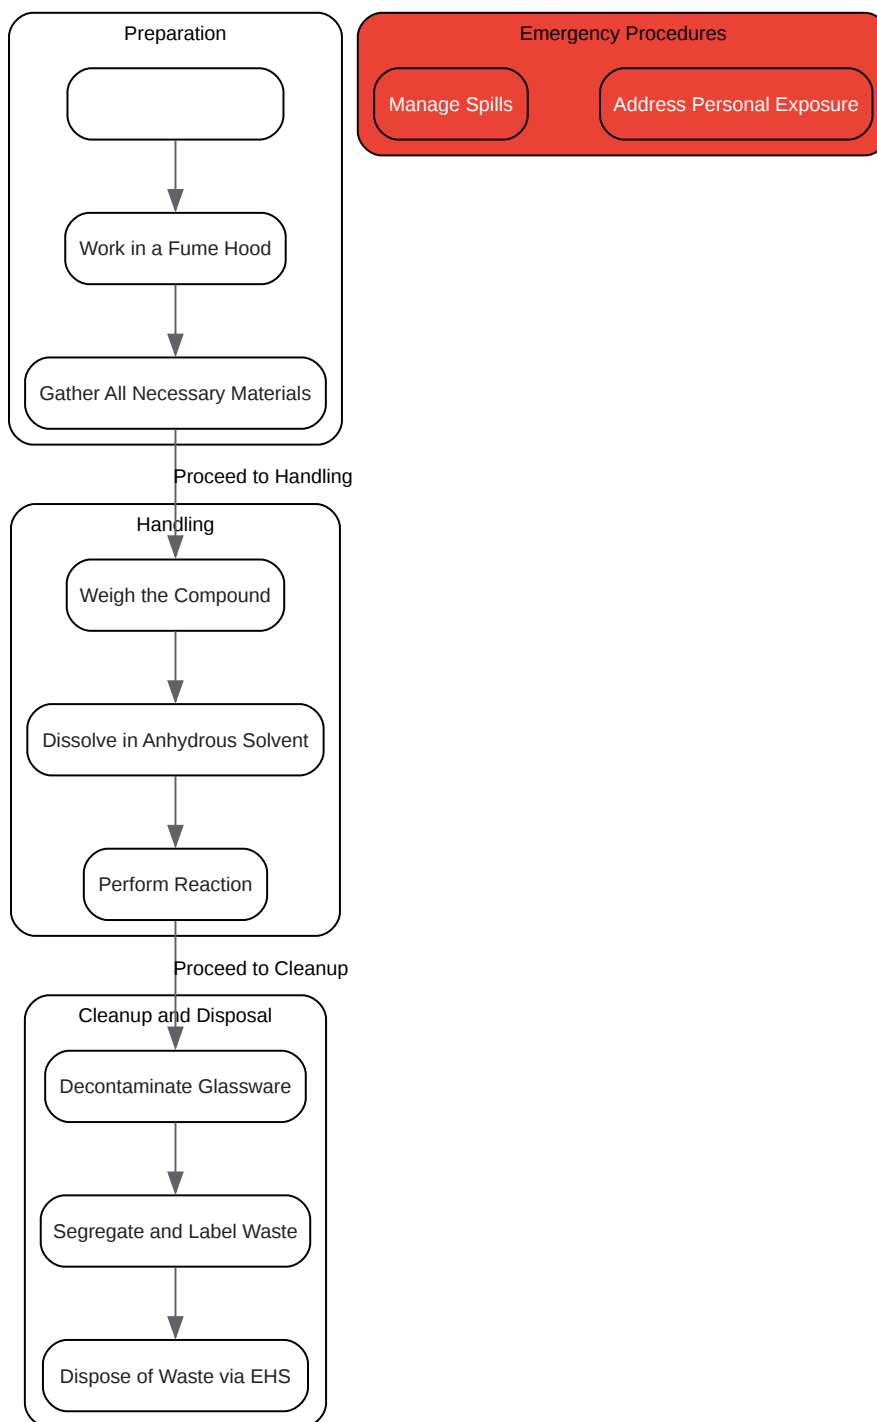 Preparation
Work in a Fume Hood
Gather All Necessary Materials
Proceed to Handling
Handling
Weigh the Compound
Dissolve in Anhydrous Solvent
Perform Reaction
Proceed to Cleanup
Cleanup and Disposal
Decontaminate Glassware
Segregate and Label Waste
Dispose of Waste via EHS
Emergency Procedures
Manage Spills
Address Personal Exposure